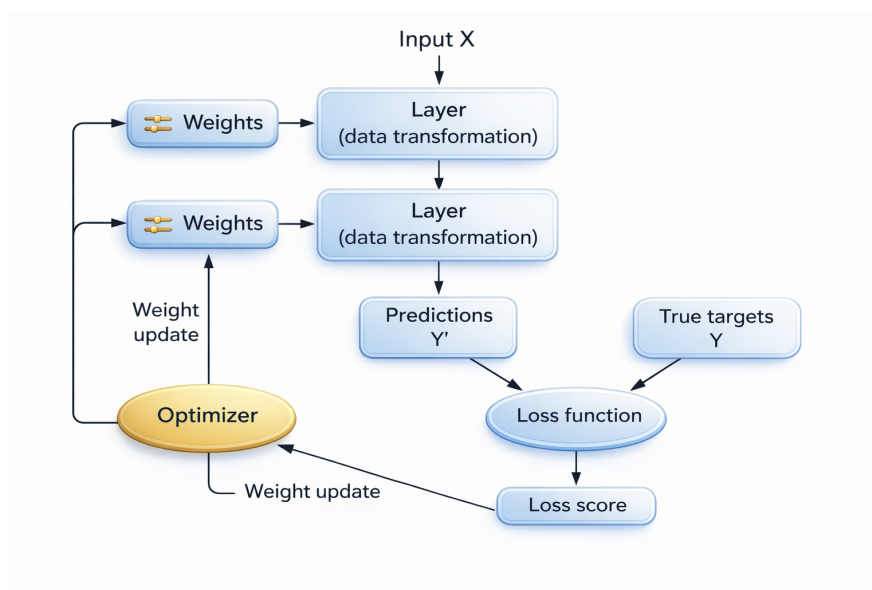 Input X
Weights
Layer
(data transformation)
Weights
Layer
(data transformation)
Weight
update
Predictions
Y'
True targets
Y
Optimizer
Loss function
Weight update
Loss score